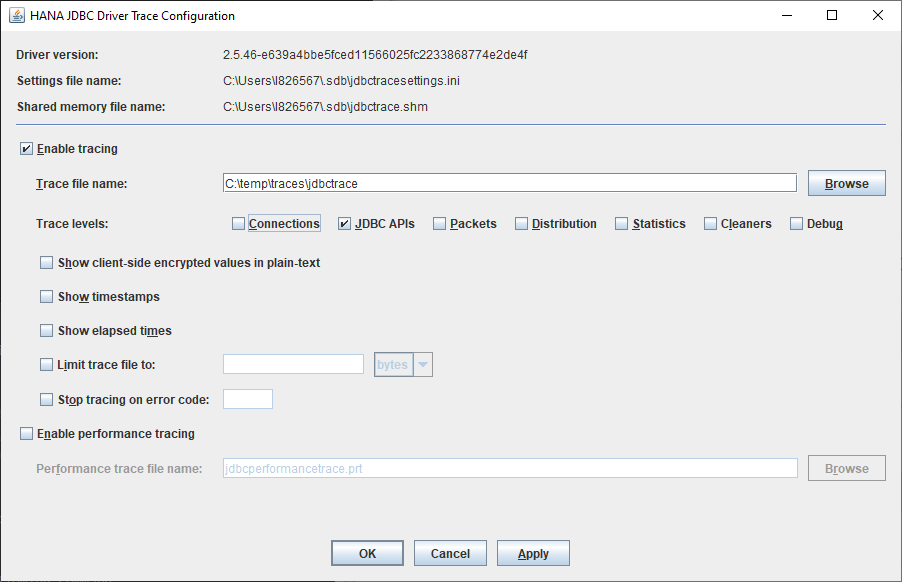 HANA JDBC Driver Trace Configuration
Driver version: 2.5.46-e639a4bbe5fced11566025fc2233868774e2de4f
Settings file name: C:\Users\I826567\.sdb\jdbctracesettings.ini
Shared memory file name: C:\Users\I826567\.sdb\jdbctrace.shm
Enable tracing
Trace file name: C:\temp\traces\jdbctrace Browse
Trace levels: Connections JDBC APIs Packets Distribution Statistics Cleaners Debug
Show client-side encrypted values in plain-text
Show timestamps
Show elapsed times
Limit trace file to: bytes
Stop tracing on error code:
Enable performance tracing
Performance trace file name: jdbcperformancetrace.prt Browse
OK Cancel Apply